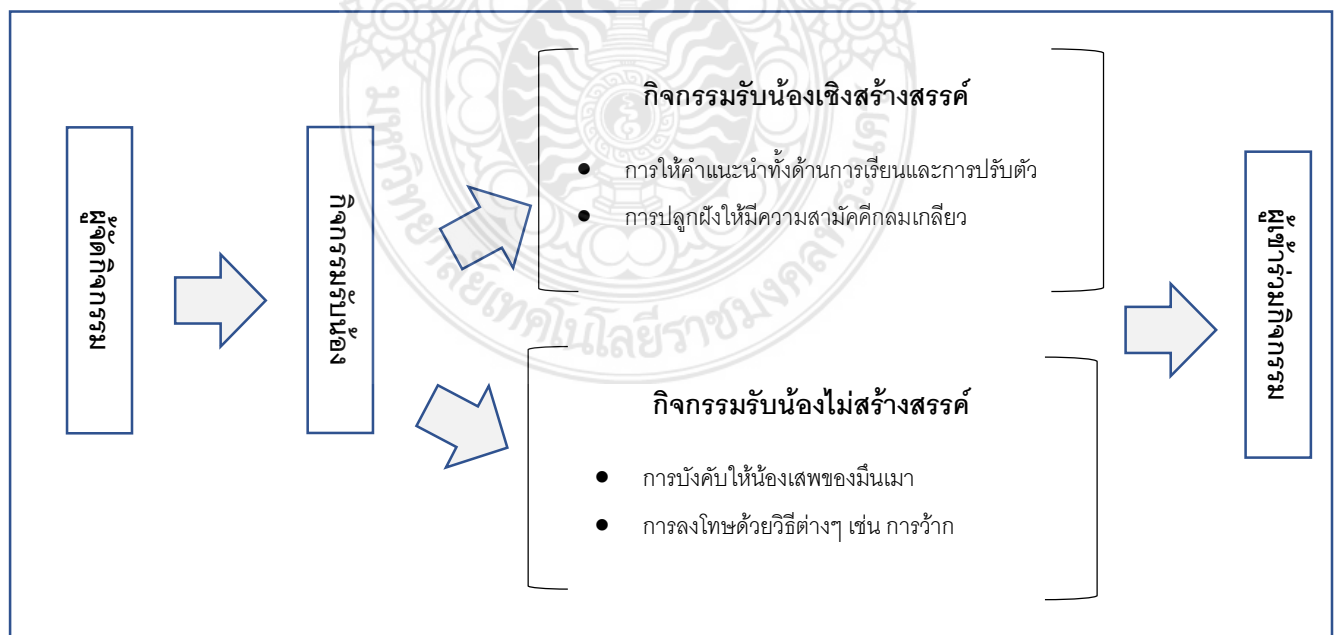 ผู้จัดกิจกรรม
กิจกรรมรับน้อง
กิจกรรมรับน้องเชิงสร้างสรรค์
● การให้คำแนะนำทั้งด้านการเรียนและการปรับตัว
● การปลูกฝังให้มีความสามัคคีกลมเกลียว
กิจกรรมรับน้องไม่สร้างสรรค์
● การบังคับให้น้องเสพของมึนเมา
● การลงโทษด้วยวิธีต่างๆ เช่น การว้าก
ผู้เข้าร่วมกิจกรรม